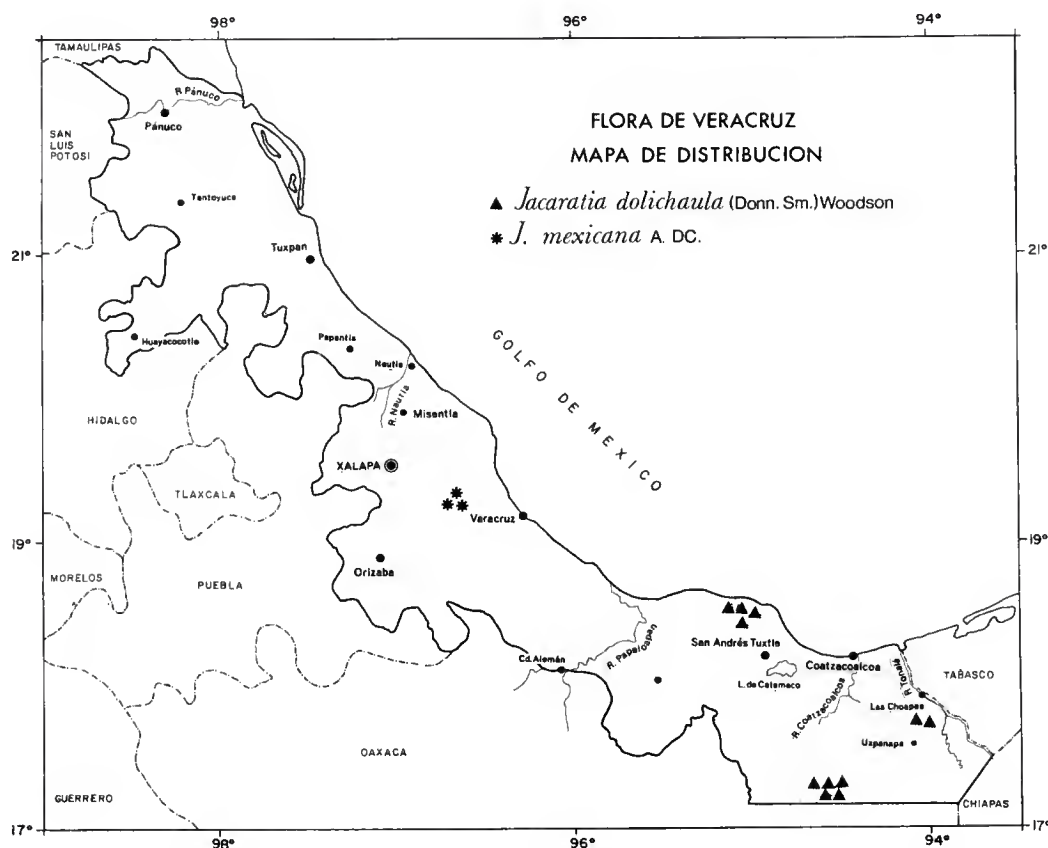 98°
96°
94°
TAMAULIPAS
R. Pánuco
Pánuco
SAN
LUIS
POTOSI
FLORA DE VERACRUZ
MAPA DE DISTRIBUCION
▲ Jacaratia dolichaula (Donn. Sm.) Woodson
✱ J. mexicana A. DC.
Tantoyuca
Tuxpan
21°
21°
Huayacocotla
Papantla
Nautla
R. Nautla
Misantla
GOLFO DE MEXICO
HIDALGO
XALAPA
TLAXCALA
Veracruz
19°
19°
Orizaba
MORELOS
PUEBLA
San Andrés Tuxtla
R. Papaloapan
Cd. Alemán
L. de Catemaco
Coatzacoalcos
R. Coatzacoalcos
R. Tonalá
TABASCO
Las Choapas
Uxpanapa
OAXACA
GUERRERO
CHIAPAS
17°
17°
98°
96°
94°